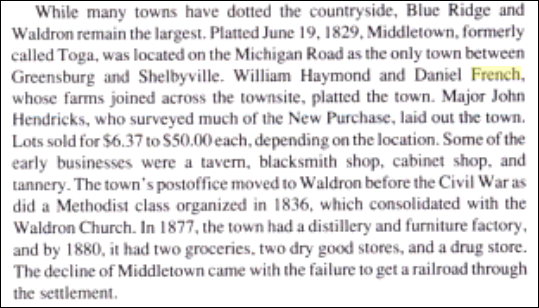 While many towns have dotted the countryside, Blue Ridge and
Waldron remain the largest. Platted June 19, 1829, Middletown, formerly
called Toga, was located on the Michigan Road as the only town between
Greensburg and Shelbyville. William Haymond and Daniel French,
whose farms joined across the townsite, platted the town. Major John
Hendricks, who surveyed much of the New Purchase, laid out the town.
Lots sold for $6.37 to $50.00 each, depending on the location. Some of the
early businesses were a tavern, blacksmith shop, cabinet shop, and
tannery. The town's postoffice moved to Waldron before the Civil War as
did a Methodist class organized in 1836, which consolidated with the
Waldron Church. In 1877, the town had a distillery and furniture factory,
and by 1880, it had two groceries, two dry good stores, and a drug store.
The decline of Middletown came with the failure to get a railroad through
the settlement.